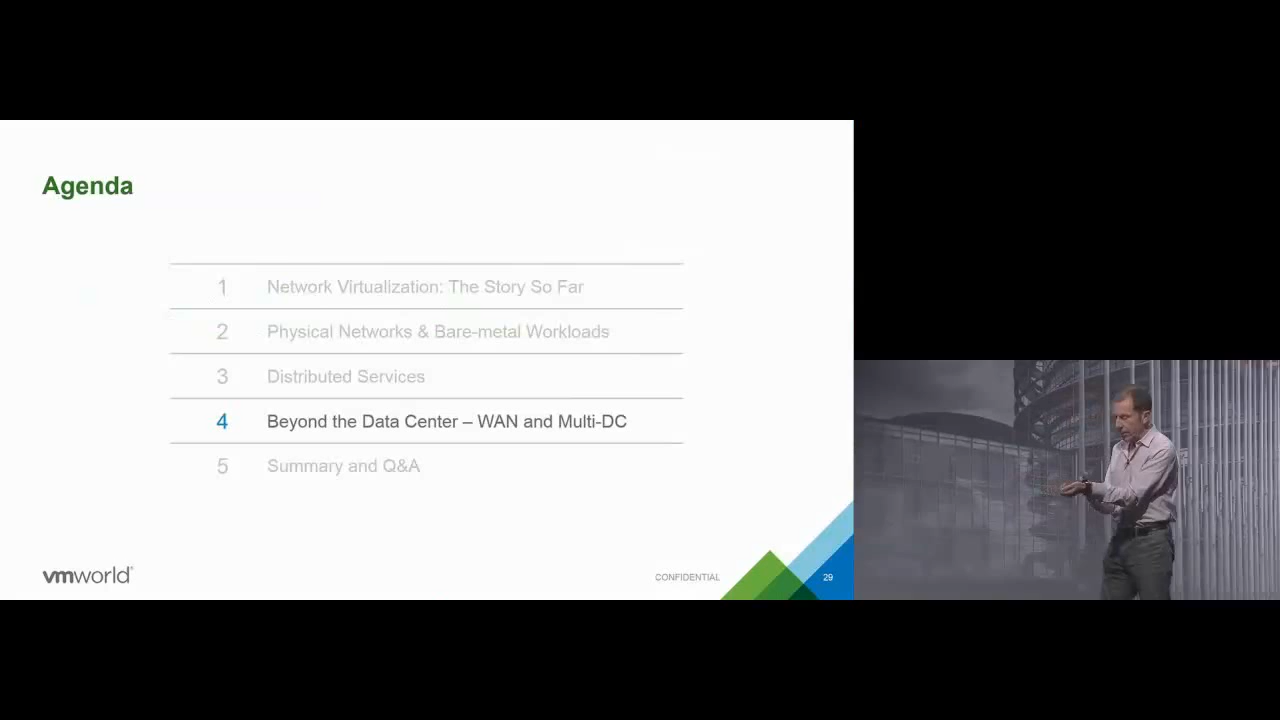 Agenda
1 Network Virtualization: The Story So Far
2 Physical Networks & Bare-metal Workloads
3 Distributed Services
4 Beyond the Data Center – WAN and Multi-DC
5 Summary and Q&A
vmworld®
CONFIDENTIAL
29